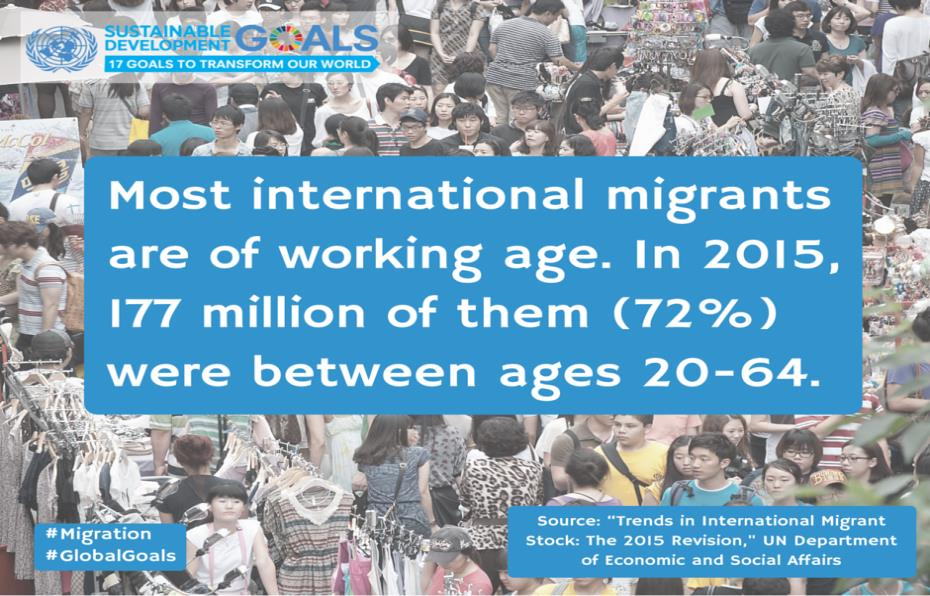 SUSTAINABLE
DEVELOPMENT GOALS
17 GOALS TO TRANSFORM OUR WORLD
Most international migrants
are of working age. In 2015,
177 million of them (72%)
were between ages 20-64.
#Migration
#GlobalGoals
Source: "Trends in International Migrant
Stock: The 2015 Revision," UN Department
of Economic and Social Affairs